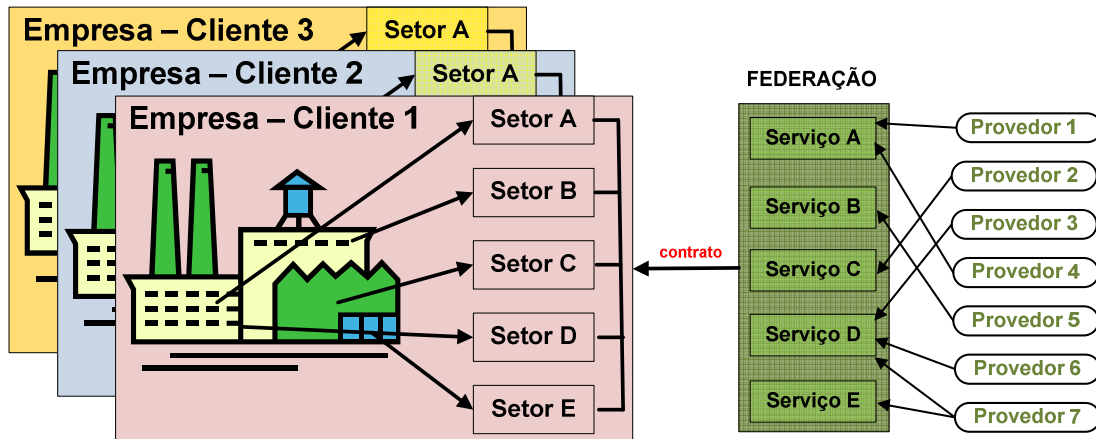 Empresa – Cliente 3
Setor A
Empresa – Cliente 2
Setor A
Empresa – Cliente 1
Setor A
Setor B
Setor C
Setor D
Setor E
contrato
FEDERAÇÃO
Serviço A
Serviço B
Serviço C
Serviço D
Serviço E
Provedor 1
Provedor 2
Provedor 3
Provedor 4
Provedor 5
Provedor 6
Provedor 7